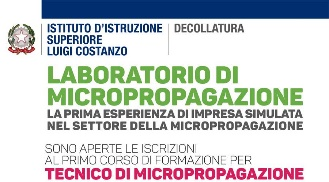 ISTITUTO D'ISTRUZIONE
SUPERIORE
LUIGI COSTANZO
DECOLLATURA
LABORATORIO DI
MICROPROPAGAZIONE
LA PRIMA ESPERIENZA DI IMPRESA SIMULATA
NEL SETTORE DELLA MICROPROPAGAZIONE
SONO APERTE LE ISCRIZIONI
AL PRIMO CORSO DI FORMAZIONE PER
TECNICO DI MICROPROPAGAZIONE